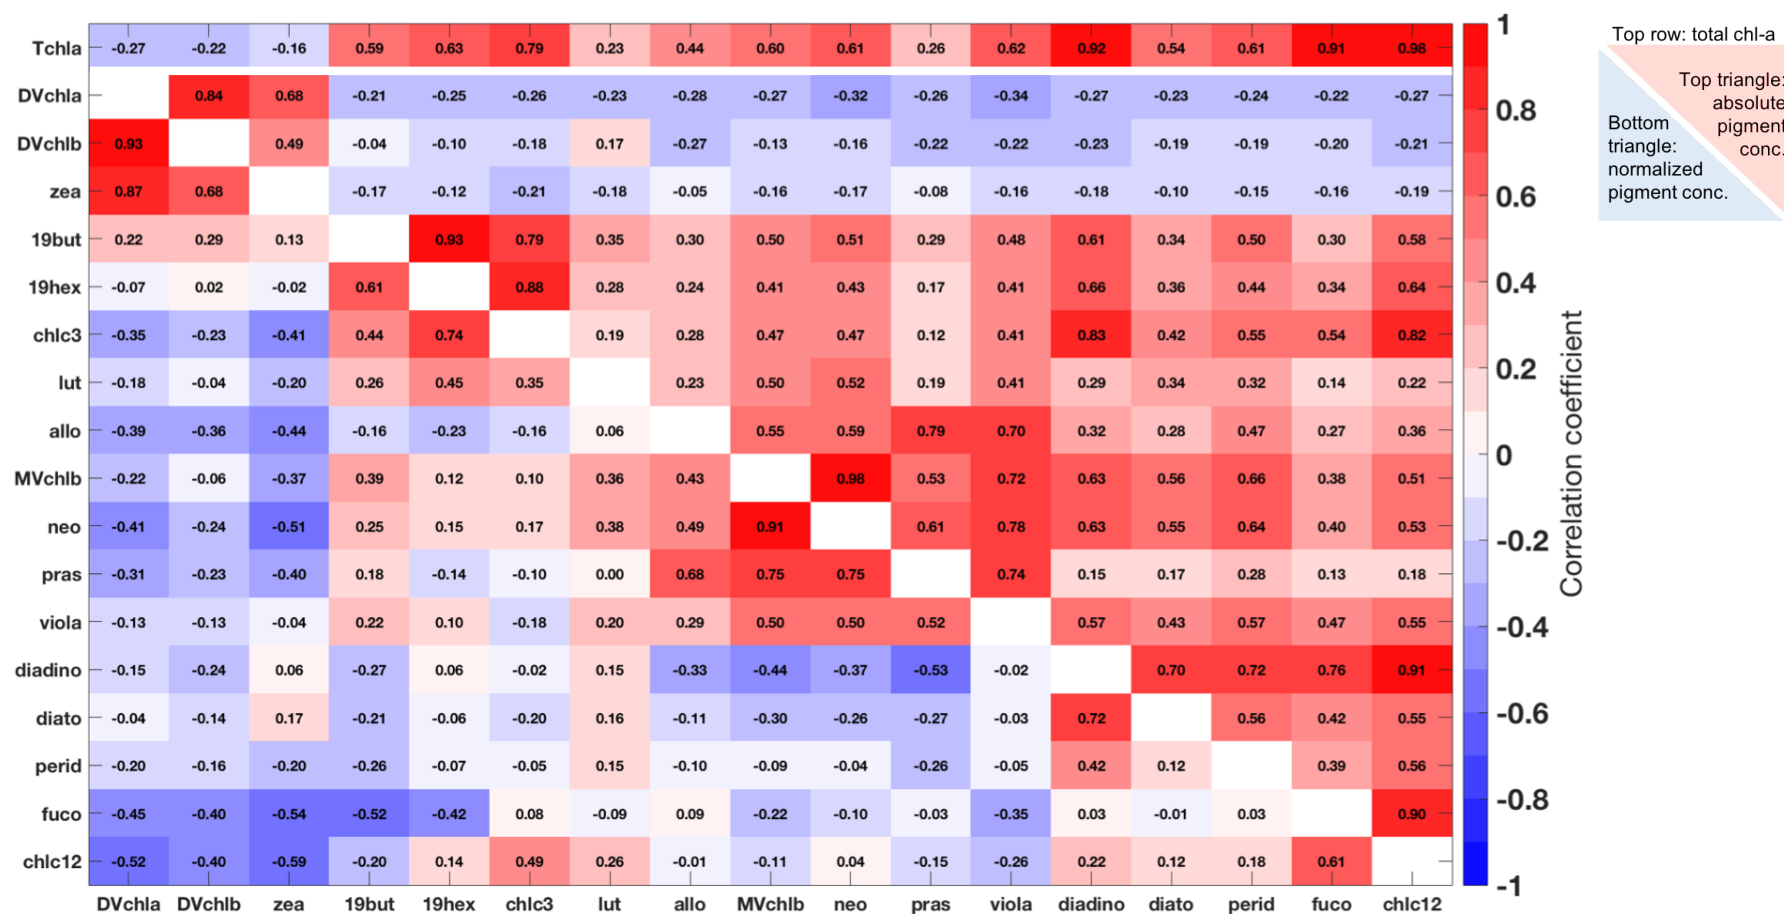 Tchla -0.27 -0.22 -0.16 0.59 0.63 0.79 0.23 0.44 0.60 0.61 0.26 0.62 0.92 0.54 0.61 0.91 0.98
DVchla 0.84 0.68 -0.21 -0.25 -0.26 -0.23 -0.28 -0.27 -0.32 -0.26 -0.34 -0.27 -0.23 -0.24 -0.22 -0.27
DVchlb 0.93 0.49 -0.04 -0.10 -0.18 0.17 -0.27 -0.13 -0.16 -0.22 -0.22 -0.23 -0.19 -0.19 -0.20 -0.21
zea 0.87 0.68 -0.17 -0.12 -0.21 -0.18 -0.05 -0.16 -0.17 -0.08 -0.16 -0.18 -0.10 -0.15 -0.16 -0.19
19but 0.22 0.29 0.13 0.93 0.79 0.35 0.30 0.50 0.51 0.29 0.48 0.61 0.34 0.50 0.30 0.58
19hex -0.07 0.02 -0.02 0.61 0.88 0.28 0.24 0.41 0.43 0.17 0.41 0.66 0.36 0.44 0.34 0.64
chlc3 -0.35 -0.23 -0.41 0.44 0.74 0.19 0.28 0.47 0.47 0.12 0.41 0.83 0.42 0.55 0.54 0.82
lut -0.18 -0.04 -0.20 0.26 0.45 0.35 0.23 0.50 0.52 0.19 0.41 0.29 0.34 0.32 0.14 0.22
allo -0.39 -0.36 -0.44 -0.16 -0.23 -0.16 0.06 0.55 0.59 0.79 0.70 0.32 0.28 0.47 0.27 0.36
MVchlb -0.22 -0.06 -0.37 0.39 0.12 0.10 0.36 0.43 0.98 0.53 0.72 0.63 0.56 0.66 0.38 0.51
neo -0.41 -0.24 -0.51 0.25 0.15 0.17 0.38 0.49 0.91 0.61 0.78 0.63 0.55 0.64 0.40 0.53
pras -0.31 -0.23 -0.40 0.18 -0.14 -0.10 0.00 0.68 0.75 0.75 0.74 0.15 0.17 0.28 0.13 0.18
viola -0.13 -0.13 -0.04 0.22 0.10 -0.18 0.20 0.29 0.50 0.50 0.52 0.57 0.43 0.57 0.47 0.55
diadino -0.15 -0.24 0.06 -0.27 0.06 -0.02 0.15 -0.33 -0.44 -0.37 -0.53 -0.02 0.70 0.72 0.76 0.91
diato -0.04 -0.14 0.17 -0.21 -0.06 -0.20 0.16 -0.11 -0.30 -0.26 -0.27 -0.03 0.72 0.56 0.42 0.55
perid -0.20 -0.16 -0.20 -0.26 -0.07 -0.05 0.15 -0.10 -0.09 -0.04 -0.26 -0.05 0.42 0.12 0.39 0.56
fuco -0.45 -0.40 -0.54 -0.52 -0.42 0.08 -0.09 0.09 -0.22 -0.10 -0.03 -0.35 0.03 -0.01 0.03 0.90
chlc12 -0.52 -0.40 -0.59 -0.20 0.14 0.49 0.26 -0.01 -0.11 0.04 -0.15 -0.26 0.22 0.12 0.18 0.61
DVchla DVchlb zea 19but 19hex chlc3 lut allo MVchlb neo pras viola diadino diato perid fuco chlc12
1
0.8
0.6
0.4
0.2
0
-0.2
-0.4
-0.6
-0.8
-1
Correlation coefficient
Top row: total chl-a
Top triangle:
absolute
pigment
conc.
Bottom
triangle:
normalized
pigment conc.